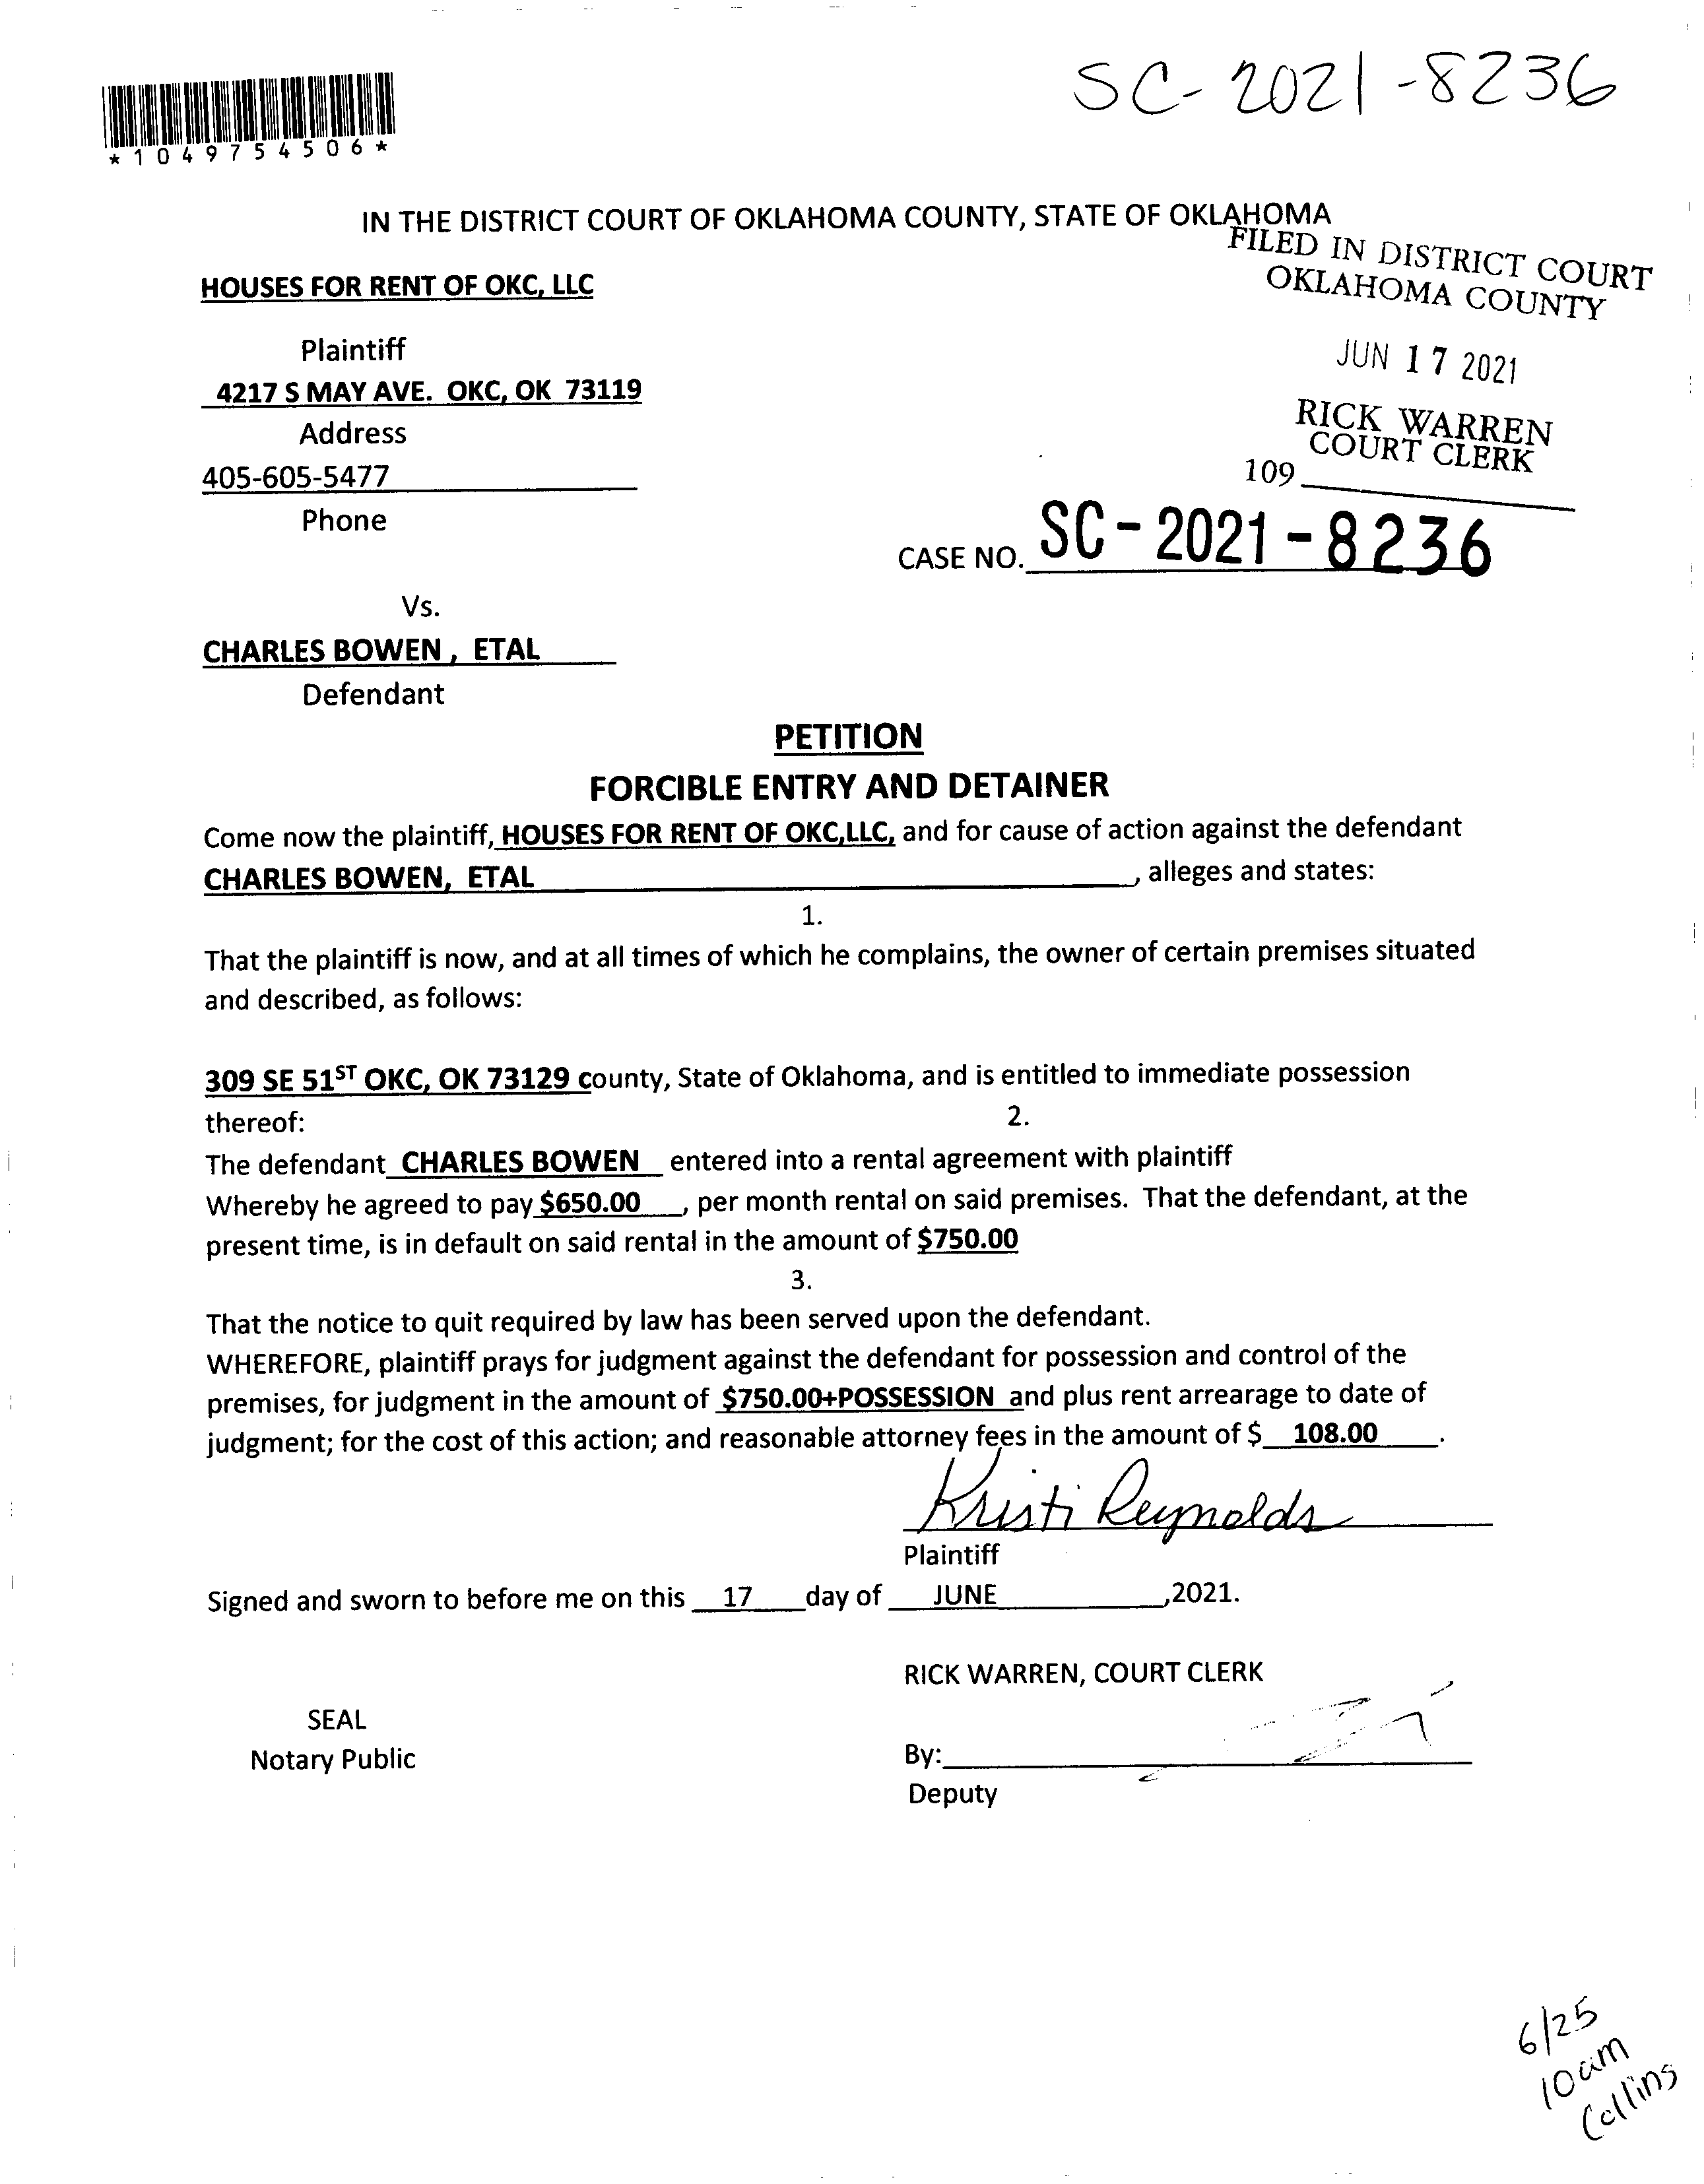 SC-2021-8236
*1049754506*
IN THE DISTRICT COURT OF OKLAHOMA COUNTY, STATE OF OKLAHOMA
FILED IN DISTRICT COURT
OKLAHOMA COUNTY
HOUSES FOR RENT OF OKC, LLC
Plaintiff
JUN 17 2021
4217 S MAY AVE. OKC, OK 73119
Address
RICK WARREN
COURT CLERK
405-605-5477
109
Phone
CASE NO. SC-2021-8236
Vs.
CHARLES BOWEN , ETAL
Defendant
PETITION
FORCIBLE ENTRY AND DETAINER
Come now the plaintiff, HOUSES FOR RENT OF OKC,LLC, and for cause of action against the defendant
CHARLES BOWEN, ETAL , alleges and states:
1.
That the plaintiff is now, and at all times of which he complains, the owner of certain premises situated
and described, as follows:
309 SE 51ST OKC, OK 73129 county, State of Oklahoma, and is entitled to immediate possession
thereof: 2.
The defendant CHARLES BOWEN entered into a rental agreement with plaintiff
Whereby he agreed to pay $650.00 , per month rental on said premises. That the defendant, at the
present time, is in default on said rental in the amount of $750.00
3.
That the notice to quit required by law has been served upon the defendant.
WHEREFORE, plaintiff prays for judgment against the defendant for possession and control of the
premises, for judgment in the amount of $750.00+POSSESSION and plus rent arrearage to date of
judgment; for the cost of this action; and reasonable attorney fees in the amount of $ 108.00 .
Kristi Reynolds
Plaintiff
Signed and sworn to before me on this 17 day of JUNE ,2021.
RICK WARREN, COURT CLERK
SEAL
Notary Public
By:
Deputy
6/25
10am
Collins